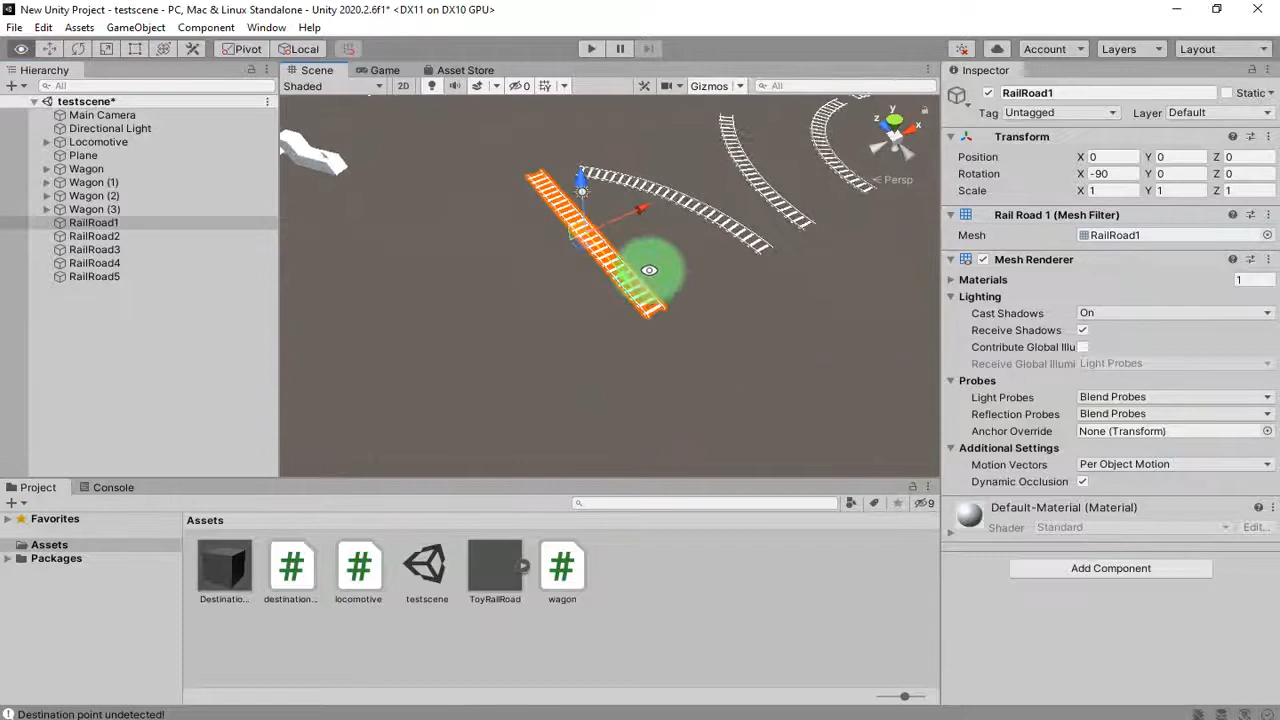 New Unity Project - testscene - PC, Mac & Linux Standalone - Unity 2020.2.6f1* <DX11 on DX10 GPU>
File Edit Assets GameObject Component Window Help
Pivot Local Account Layers Layout
Hierarchy
All
testscene*
Main Camera
Directional Light
Locomotive
Plane
Wagon
Wagon (1)
Wagon (2)
Wagon (3)
RailRoad1
RailRoad2
RailRoad3
RailRoad4
RailRoad5
Scene Game Asset Store
Shaded 2D 0 Gizmos All
y
z x
Persp
Inspector
RailRoad1 Static
Tag Untagged Layer Default
Transform
Position X 0 Y 0 Z 0
Rotation X -90 Y 0 Z 0
Scale X 1 Y 1 Z 1
Rail Road 1 (Mesh Filter)
Mesh RailRoad1
Mesh Renderer
Materials 1
Lighting
Cast Shadows On
Receive Shadows
Contribute Global Illu
Receive Global Illumi Light Probes
Probes
Light Probes Blend Probes
Reflection Probes Blend Probes
Anchor Override None (Transform)
Additional Settings
Motion Vectors Per Object Motion
Dynamic Occlusion
Default-Material (Material)
Shader Standard Edit...
Add Component
Project Console
9
Favorites
Assets
Packages
Assets
Destinatio... destination... locomotive testscene ToyRailRoad wagon
Destination point undetected!